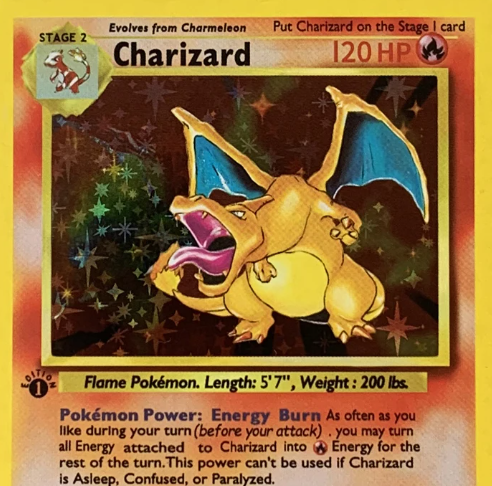 Evolves from Charmeleon Put Charizard on the Stage 1 card
STAGE 2
Charizard 120 HP
EDITION
1
Flame Pokémon. Length: 5'7", Weight : 200 lbs.
Pokémon Power: Energy Burn As often as you
like during your turn (before your attack) . you may turn
all Energy attached to Charizard into Energy for the
rest of the turn.This power can't be used if Charizard
is Asleep, Confused, or Paralyzed.